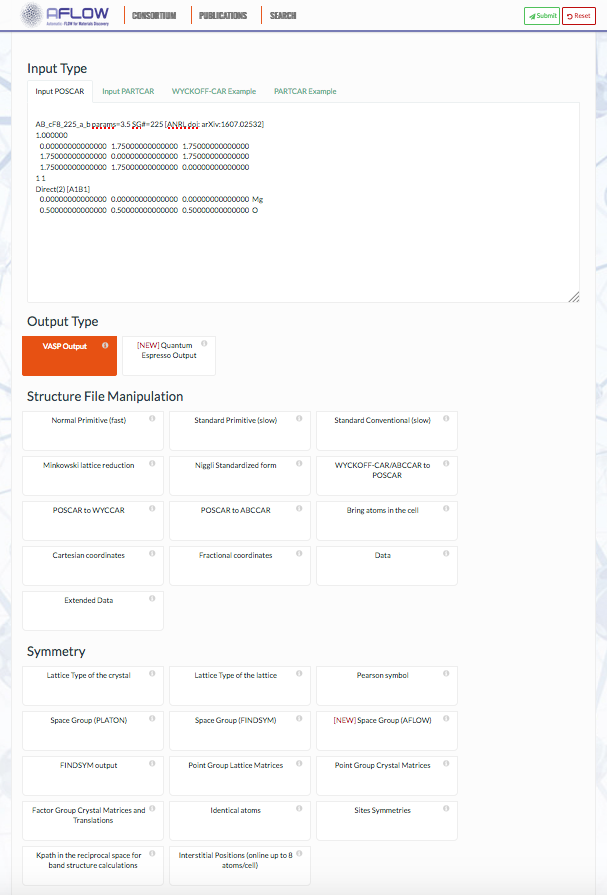 AFLOW
Automatic FLOW for Materials Discovery
CONSORTIUM
PUBLICATIONS
SEARCH
Submit
Reset
Input Type
Input POSCAR
Input PARTCAR
WYCKOFF-CAR Example
PARTCAR Example
AB_cF8_225_a_b params=3.5 SG#=225 [ANRL doi: arXiv:1607.02532]
1.000000
0.00000000000000 1.75000000000000 1.75000000000000
1.75000000000000 0.00000000000000 1.75000000000000
1.75000000000000 1.75000000000000 0.00000000000000
1 1
Direct(2) [A1B1]
0.00000000000000 0.00000000000000 0.00000000000000 Mg
0.50000000000000 0.50000000000000 0.50000000000000 O
Output Type
VASP Output
[NEW] Quantum
Espresso Output
Structure File Manipulation
Normal Primitive (fast)
Standard Primitive (slow)
Standard Conventional (slow)
Minkowski lattice reduction
Niggli Standardized form
WYCKOFF-CAR/ABCCAR to
POSCAR
POSCAR to WYCCAR
POSCAR to ABCCAR
Bring atoms in the cell
Cartesian coordinates
Fractional coordinates
Data
Extended Data
Symmetry
Lattice Type of the crystal
Lattice Type of the lattice
Pearson symbol
Space Group (PLATON)
Space Group (FINDSYM)
[NEW] Space Group (AFLOW)
FINDSYM output
Point Group Lattice Matrices
Point Group Crystal Matrices
Factor Group Crystal Matrices and
Translations
Identical atoms
Sites Symmetries
Kpath in the reciprocal space for
band structure calculations
Interstitial Positions (online up to 8
atoms/cell)